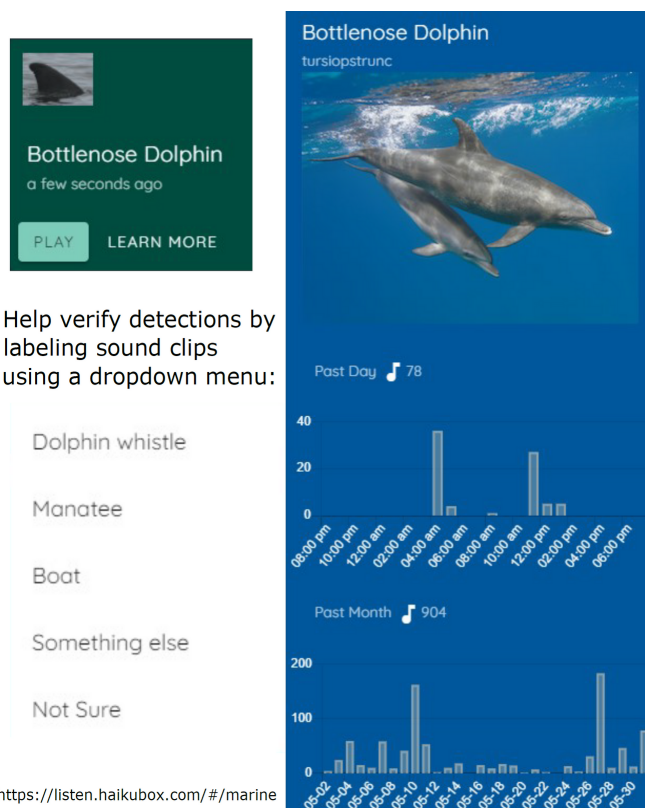 Bottlenose Dolphin
a few seconds ago
PLAY LEARN MORE
Help verify detections by
labeling sound clips
using a dropdown menu:
Dolphin whistle
Manatee
Boat
Something else
Not Sure
https://listen.haikubox.com/#/marine
Bottlenose Dolphin
tursiopstrunc
Past Day 78
40
20
0
08:00 pm
10:00 pm
12:00 am
02:00 am
04:00 am
06:00 am
08:00 am
10:00 am
12:00 pm
02:00 pm
04:00 pm
06:00 pm
Past Month 904
200
100
0
05-02
05-04
05-06
05-08
05-10
05-12
05-14
05-16
05-18
05-20
05-22
05-24
05-26
05-28
05-30